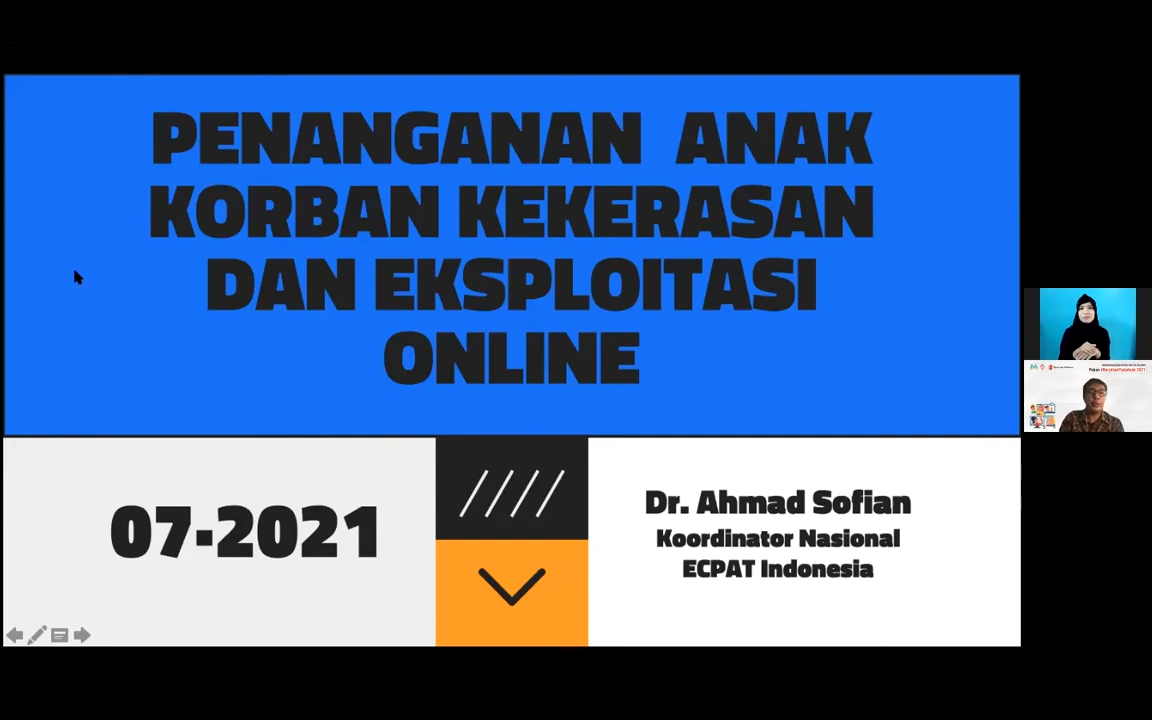 PENANGANAN ANAK
KORBAN KEKERASAN
DAN EKSPLOITASI
ONLINE
07-2021
Dr. Ahmad Sofian
Koordinator Nasional
ECPAT Indonesia